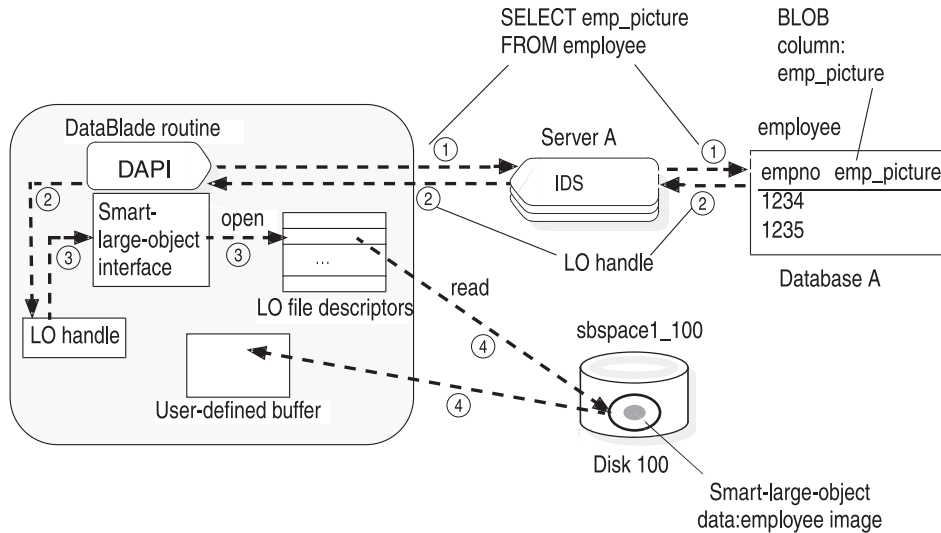 SELECT emp_picture
FROM employee
BLOB
column:
emp_picture
DataBlade routine
Server A
employee
DAPI
1
IDS
1
empno emp_picture
2
2
2
1234
1235
Smart-
large-object
interface
open
3
3
...
LO handle
Database A
LO file descriptors
read
LO handle
sbspace1_100
4
4
User-defined buffer
Disk 100
Smart-large-object
data:employee image